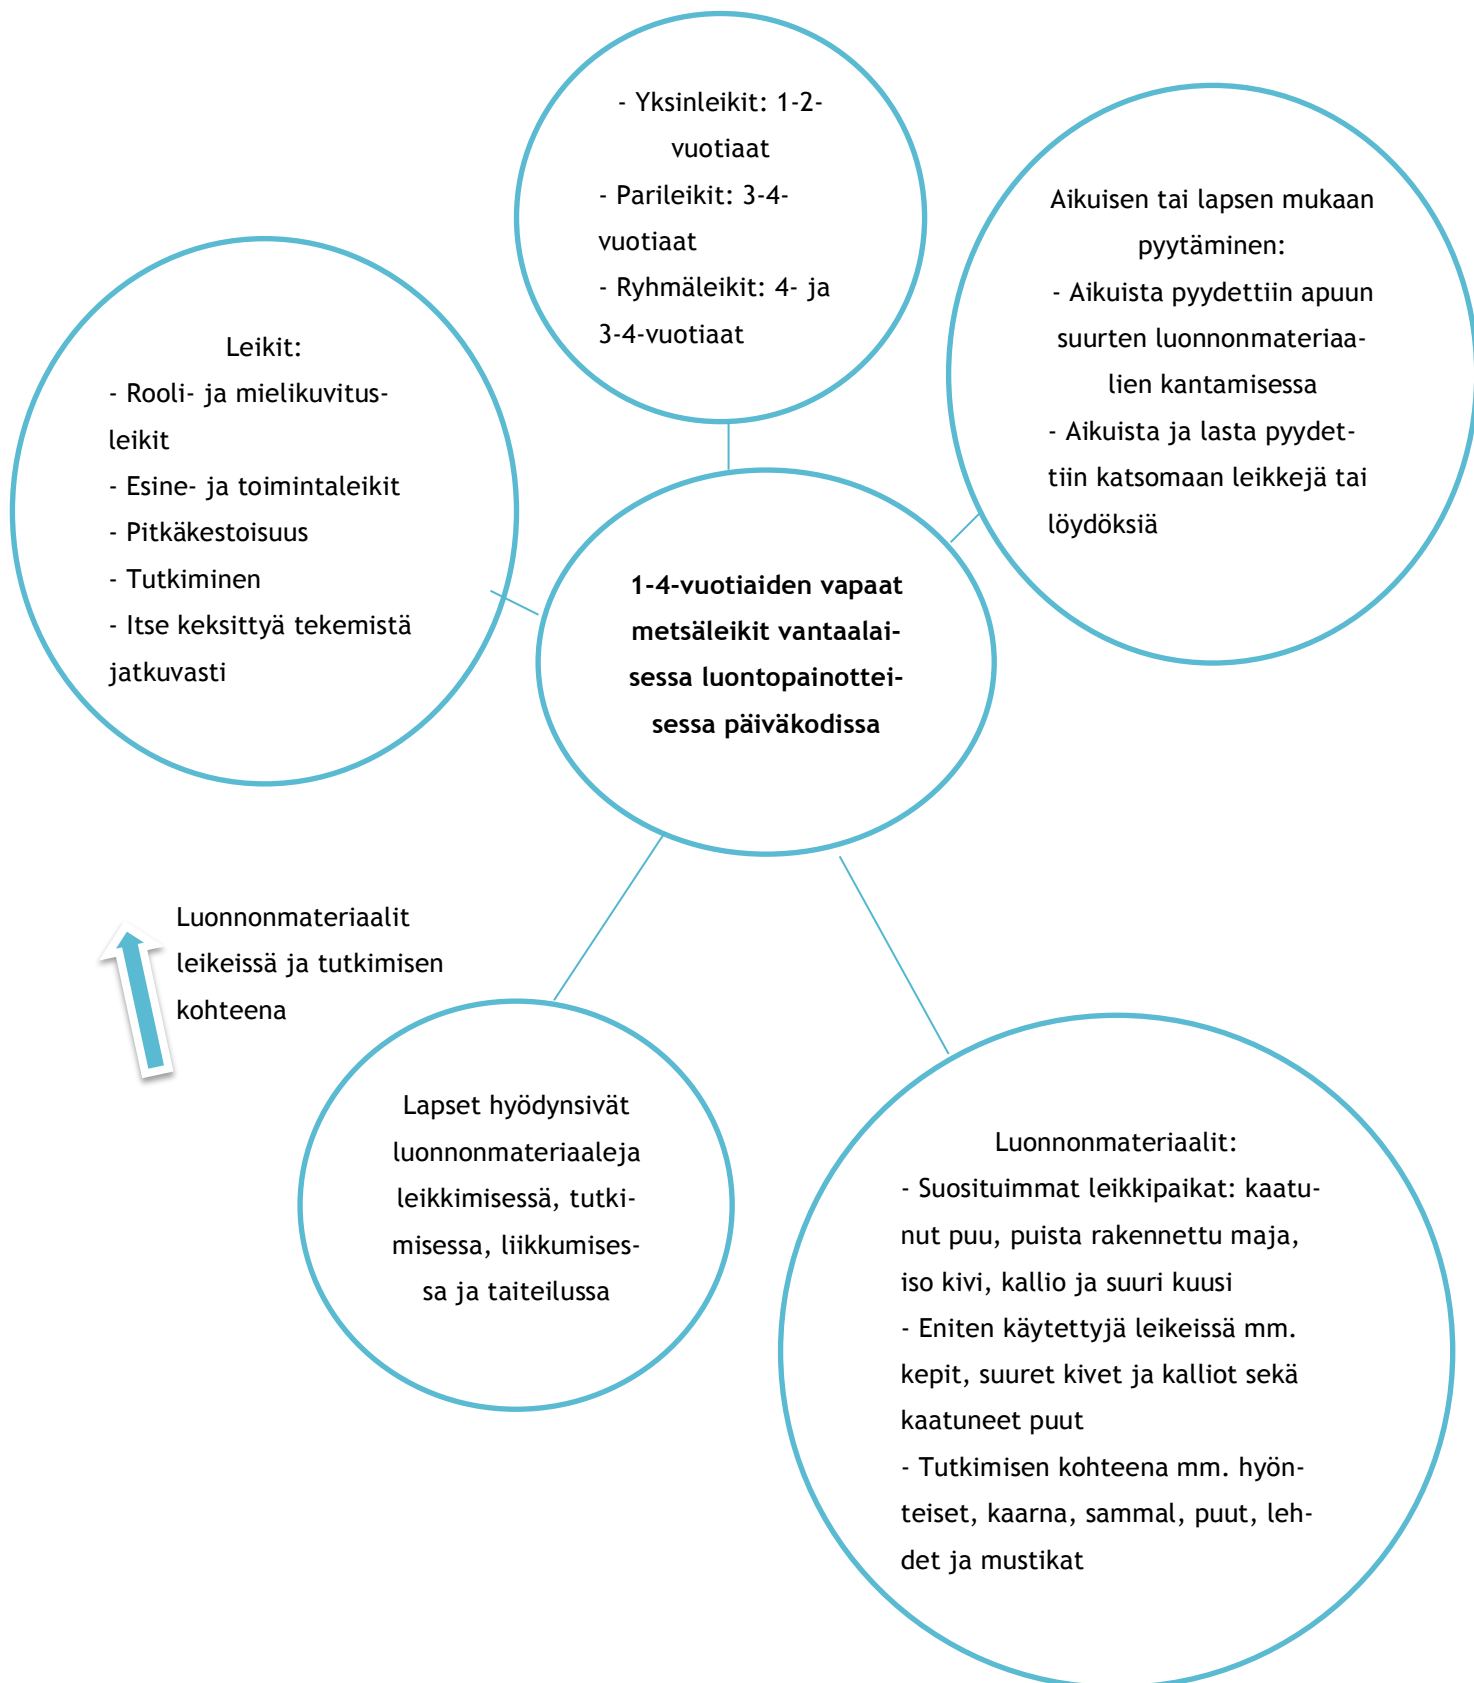 - Yksinleikit: 1-2-
vuotiaat
- Parileikit: 3-4-
vuotiaat
- Ryhmäleikit: 4- ja
3-4-vuotiaat
Aikuisen tai lapsen mukaan
pyytäminen:
- Aikuista pyydettiin apuun
suurten luonnonmateriaa-
lien kantamisessa
- Aikuista ja lasta pyydet-
tiin katsomaan leikkejä tai
löydöksiä
Leikit:
- Rooli- ja mielikuvitus-
leikit
- Esine- ja toimintaleikit
- Pitkäkestoisuus
- Tutkiminen
- Itse keksittyä tekemistä
jatkuvasti
1-4-vuotiaiden vapaat
metsäleikit vantaalai-
sessa luontopainottei-
sessa päiväkodissa
Luonnonmateriaalit
leikeissä ja tutkimisen
kohteena
Lapset hyödynsivät
luonnonmateriaaleja
leikkimisessä, tutki-
misessa, liikkumises-
sa ja taiteilussa
Luonnonmateriaalit:
- Suosituimmat leikkipaikat: kaatu-
nut puu, puista rakennettu maja,
iso kivi, kallio ja suuri kuusi
- Eniten käytettyjä leikeissä mm.
kepit, suuret kivet ja kalliot sekä
kaatuneet puut
- Tutkimisen kohteena mm. hyön-
teiset, kaarna, sammal, puut, leh-
det ja mustikat